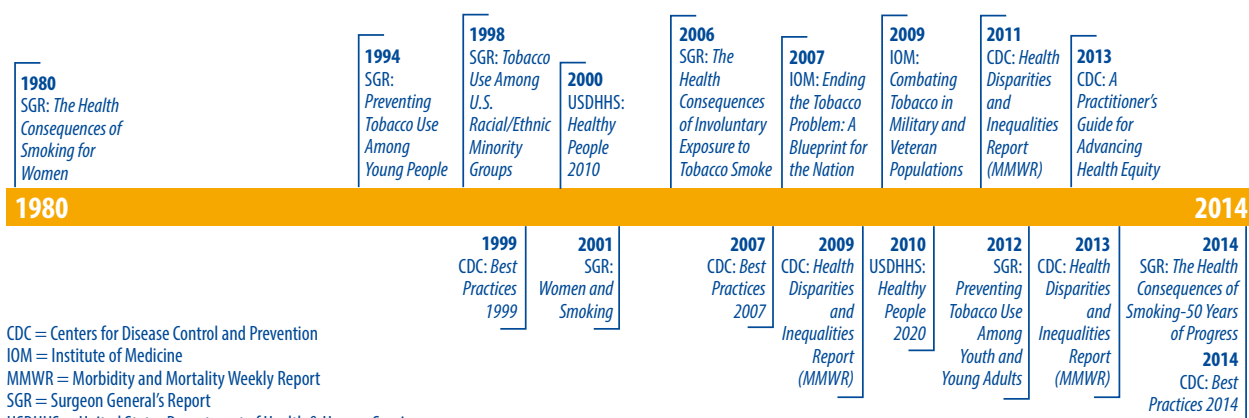 1980
SGR: The Health
Consequences of
Smoking for
Women
1994
SGR:
Preventing
Tobacco Use
Among
Young People
1998
SGR: Tobacco
Use Among
U.S.
Racial/Ethnic
Minority
Groups
2000
USDHHS:
Healthy
People
2010
2006
SGR: The
Health
Consequences
of Involuntary
Exposure to
Tobacco Smoke
2007
IOM: Ending
the Tobacco
Problem: A
Blueprint for
the Nation
2009
IOM:
Combating
Tobacco in
Military and
Veteran
Populations
2011
CDC: Health
Disparities
and
Inequalities
Report
(MMWR)
2013
CDC: A
Practitioner's
Guide for
Advancing
Health Equity
1980
2014
1999
CDC: Best
Practices
1999
2001
SGR:
Women and
Smoking
2007
CDC: Best
Practices
2007
2009
CDC: Health
Disparities
and
Inequalities
Report
(MMWR)
2010
USDHHS:
Healthy
People
2020
2012
SGR:
Preventing
Tobacco Use
Among
Youth and
Young Adults
2013
CDC: Health
Disparities
and
Inequalities
Report
(MMWR)
2014
SGR: The Health
Consequences of
Smoking-50 Years
of Progress
2014
CDC: Best
Practices 2014
CDC = Centers for Disease Control and Prevention
IOM = Institute of Medicine
MMWR = Morbidity and Mortality Weekly Report
SGR = Surgeon General's Report